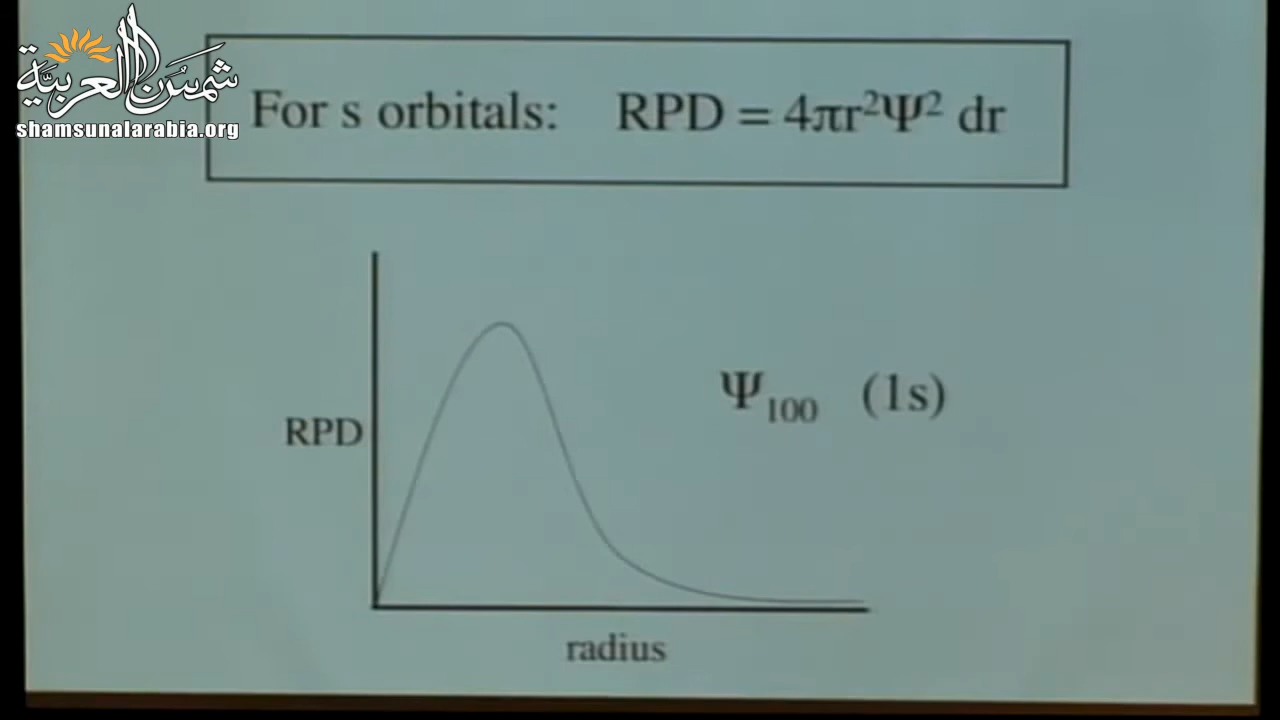 شمس العربية
shamsunalarabia.org
For s orbitals: RPD = 4πr²Ψ² dr
Ψ₁₀₀ (1s)
RPD
radius